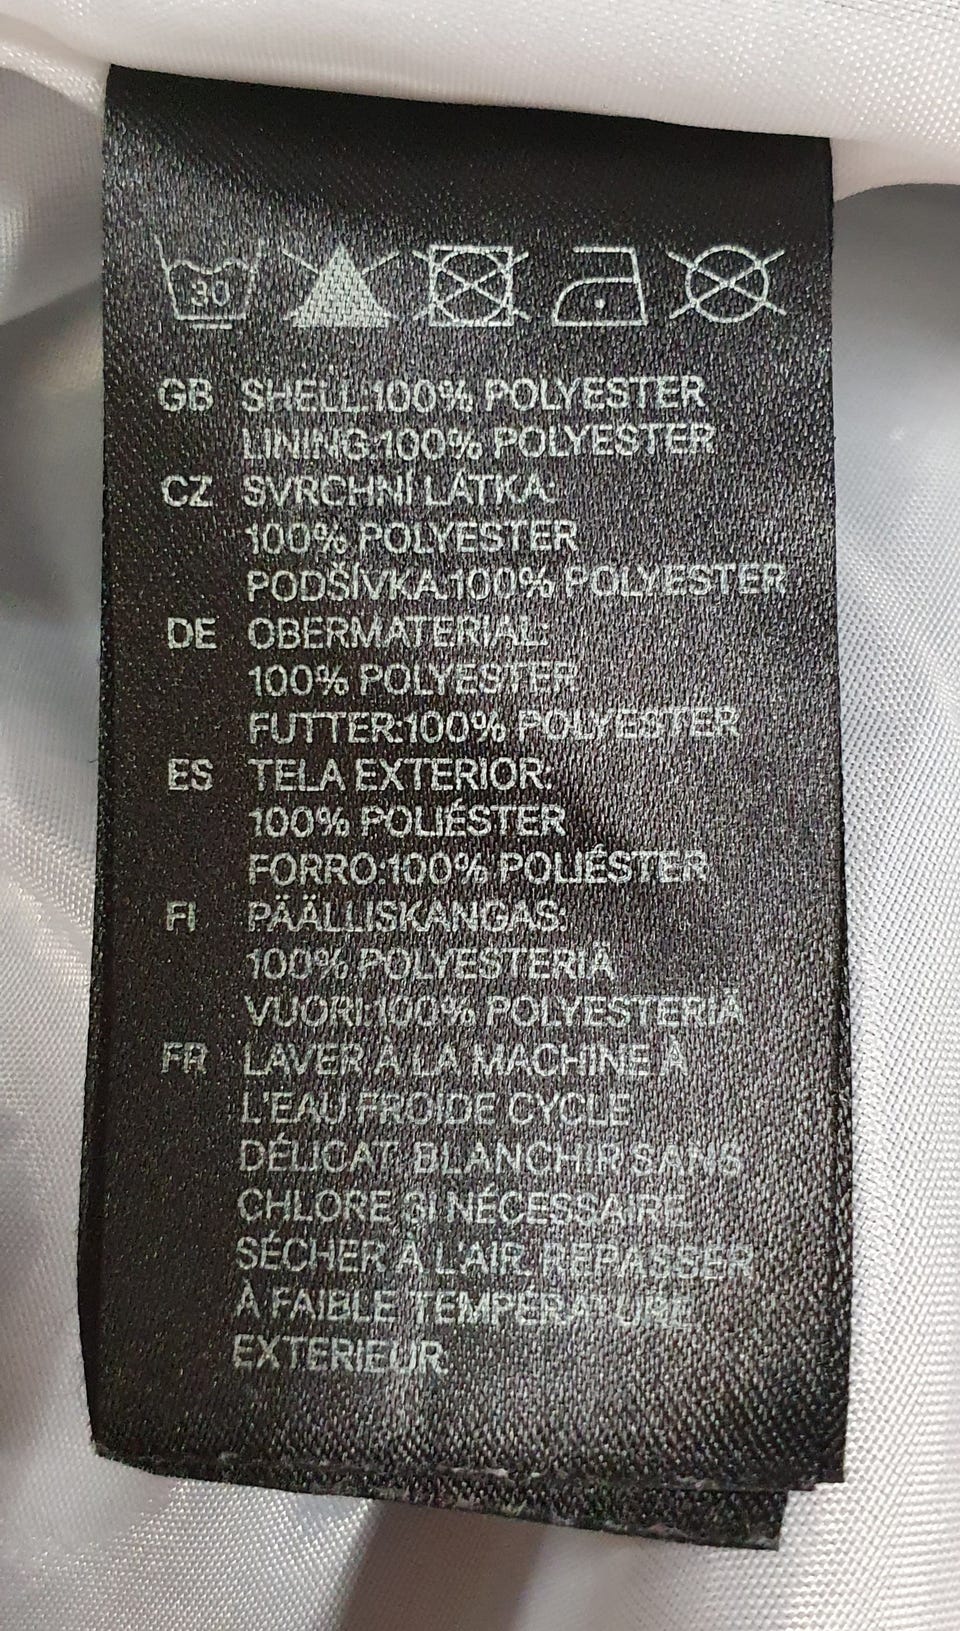 30
GB SHELL:100% POLYESTER
LINING:100% POLYESTER
CZ SVRCHNÍ LÁTKA:
100% POLYESTER
PODŠÍVKA:100% POLYESTER
DE OBERMATERIAL:
100% POLYESTER
FUTTER:100% POLYESTER
ES TELA EXTERIOR:
100% POLIÉSTER
FORRO:100% POLIÉSTER
FI PÄÄLLISKANGAS:
100% POLYESTERIÄ
VUORI:100% POLYESTERIÄ
FR LAVER À LA MACHINE À
L'EAU FROIDE CYCLE
DÉLICAT. BLANCHIR SANS
CHLORE SI NÉCESSAIRE
SÉCHER À L'AIR. REPASSER
À FAIBLE TEMPÉRATURE
EXTERIEUR: